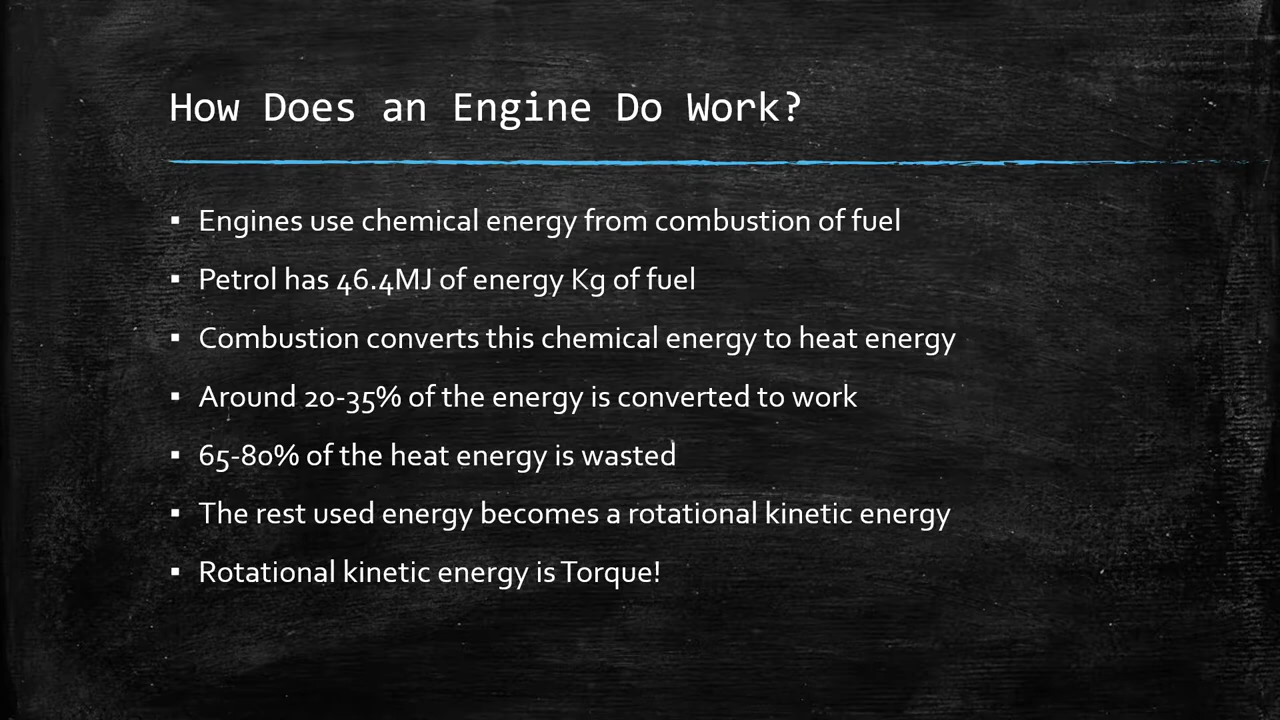 How Does an Engine Do Work?
▪ Engines use chemical energy from combustion of fuel
▪ Petrol has 46.4MJ of energy Kg of fuel
▪ Combustion converts this chemical energy to heat energy
▪ Around 20-35% of the energy is converted to work
▪ 65-80% of the heat energy is wasted
▪ The rest used energy becomes a rotational kinetic energy
▪ Rotational kinetic energy is Torque!